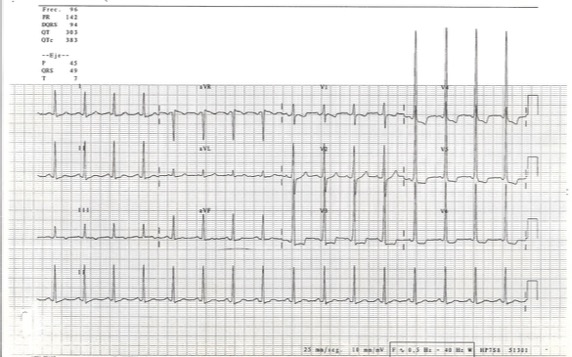 Frec. 96
PR 142
DQRS 94
QT 303
QTc 383
--Eje--
P 45
QRS 49
T 7
I aVR V1 V4
II aVL V2 V5
III aVF V3 V6
II
25 mm/seg. 10 mm/mV F ~ 0,5 Hz - 40 Hz W HP758 51301